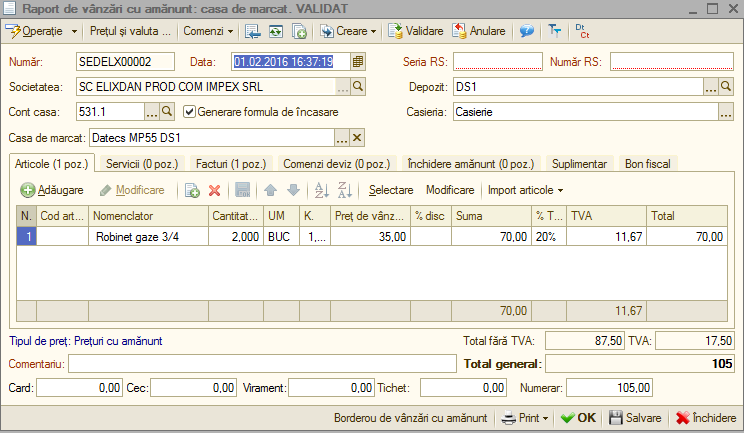 Raport de vânzări cu amănunt: casa de marcat. VALIDAT
Operaţie Preţul şi valuta ... Comenzi Creare Validare Anulare ? Tт Dt Ct
Număr: SEDELX00002 Data: 01.02.2016 16:37:19 Seria RS: Număr RS:
Societatea: SC ELIXDAN PROD COM IMPEX SRL ... Depozit: DS1 ...
Cont casa: 531.1 ... Generare formula de încasare Casieria: Casierie ...
Casa de marcat: Datecs MP55 DS1 ... ×
Articole (1 poz.) Servicii (0 poz.) Facturi (1 poz.) Comenzi deviz (0 poz.) Închidere amănunt (0 poz.) Suplimentar Bon fiscal
Adăugare Modificare Selectare Modificare Import articole
N. Cod art... Nomenclator Cantitat... UM K. Preţ de vânz... % disc Suma % T... TVA Total
1 Robinet gaze 3/4 2,000 BUC 1,... 35,00 70,00 20% 11,67 70,00
70,00 11,67
Tipul de preţ: Preţuri cu amănunt Total fără TVA: 87,50 TVA: 17,50
Comentariu: Total general: 105
Card: 0,00 Cec: 0,00 Virament: 0,00 Tichet: 0,00 Numerar: 105,00
Borderou de vânzări cu amănunt Print OK Salvare Închidere